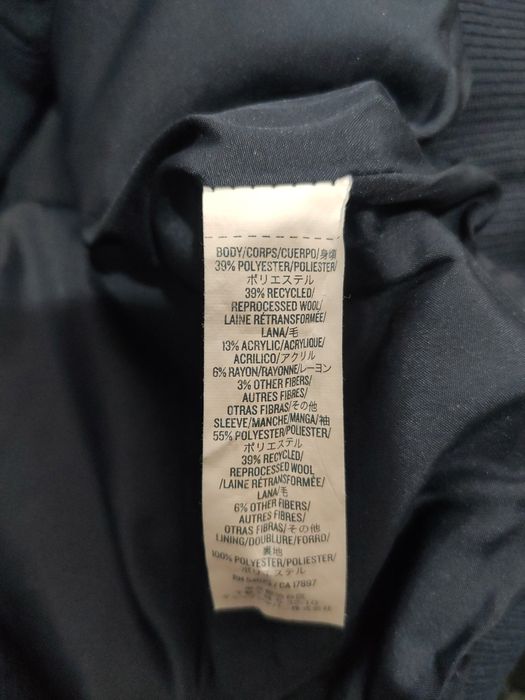 BODY/CORPS/CUERPO/身頃
39% POLYESTER/POLIESTER/
ポリエステル
39% RECYCLED/
REPROCESSED WOOL/
LAINE RÉTRANSFORMÉE/
LANA/毛
13% ACRYLIC/ACRYLIQUE/
ACRILICO/アクリル
6% RAYON/RAYONNE/レーヨン
3% OTHER FIBERS/
AUTRES FIBRES/
OTRAS FIBRAS/その他
SLEEVE/MANCHE/MANGA/袖
55% POLYESTER/POLIESTER/
ポリエステル
39% RECYCLED/
REPROCESSED WOOL
/LAINE RÉTRANSFORMÉE/
LANA/毛
6% OTHER FIBERS/
AUTRES FIBRES/
OTRAS FIBRAS/その他
LINING/DOUBLURE/FORRO/
裏地
100% POLYESTER/POLIESTER/
ポリエステル
CA 17897